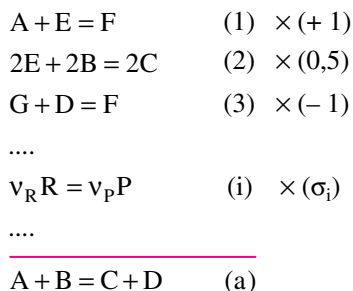 A + E = F (1) × (+ 1)
2E + 2B = 2C (2) × (0,5)
G + D = F (3) × (– 1)
....
ν_R R = ν_P P (i) × (σ_i)
....
A + B = C + D (a)